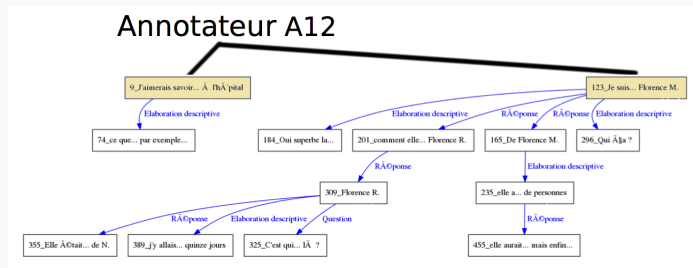 Annotateur A12
9_J'aimerais savoir... Ã  l'hÃ´pital
123_Je suis... Florence M.
Elaboration descriptive
Elaboration descriptive
RÃ©ponse
RÃ©ponse
Elaboration descriptive
74_ce que... par exemple...
184_Oui superbe la...
201_comment elle... Florence R.
165_De Florence M.
296_Qui Ã§a ?
RÃ©ponse
Elaboration descriptive
309_Florence R.
235_elle a... de personnes
RÃ©ponse
Elaboration descriptive
Question
RÃ©ponse
355_Elle Ã©tait... de N.
389_j'y allais... quinze jours
325_C'est qui... lÃ  ?
455_elle aurait... mais enfin...